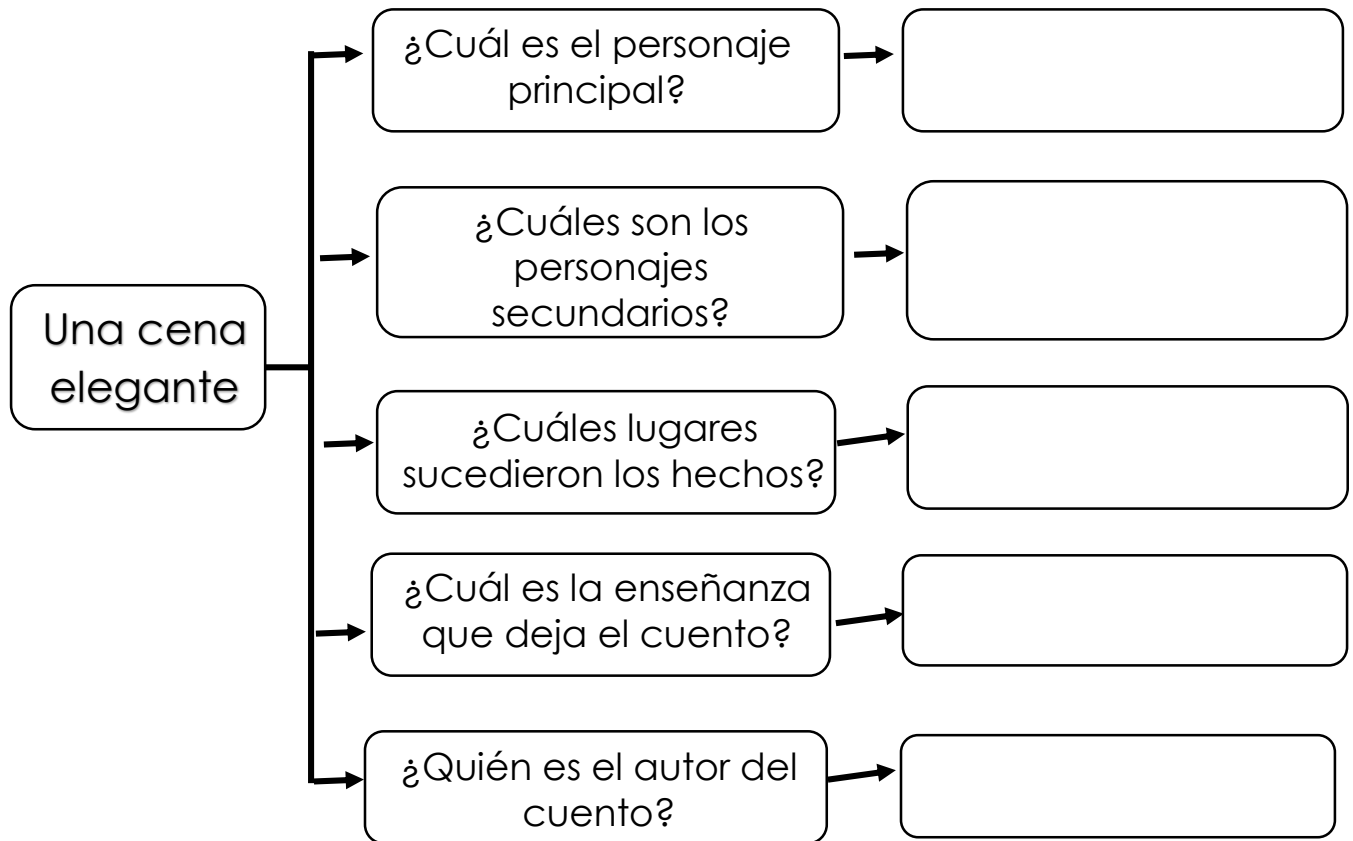 Una cena
elegante
¿Cuál es el personaje
principal?
¿Cuáles son los
personajes
secundarios?
¿Cuáles lugares
sucedieron los hechos?
¿Cuál es la enseñanza
que deja el cuento?
¿Quién es el autor del
cuento?